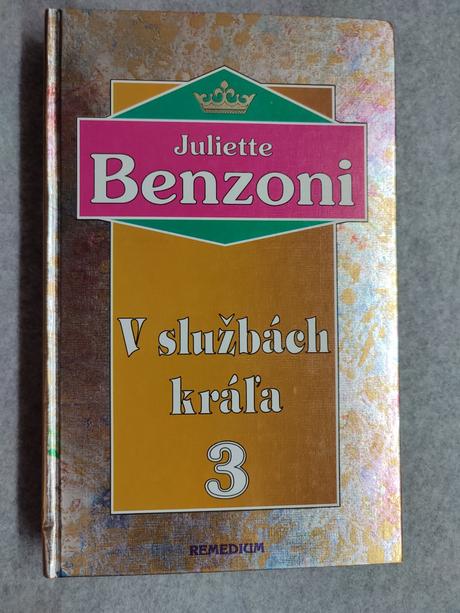 Juliette
Benzoni
V službách
kráľa
3
REMEDIUM